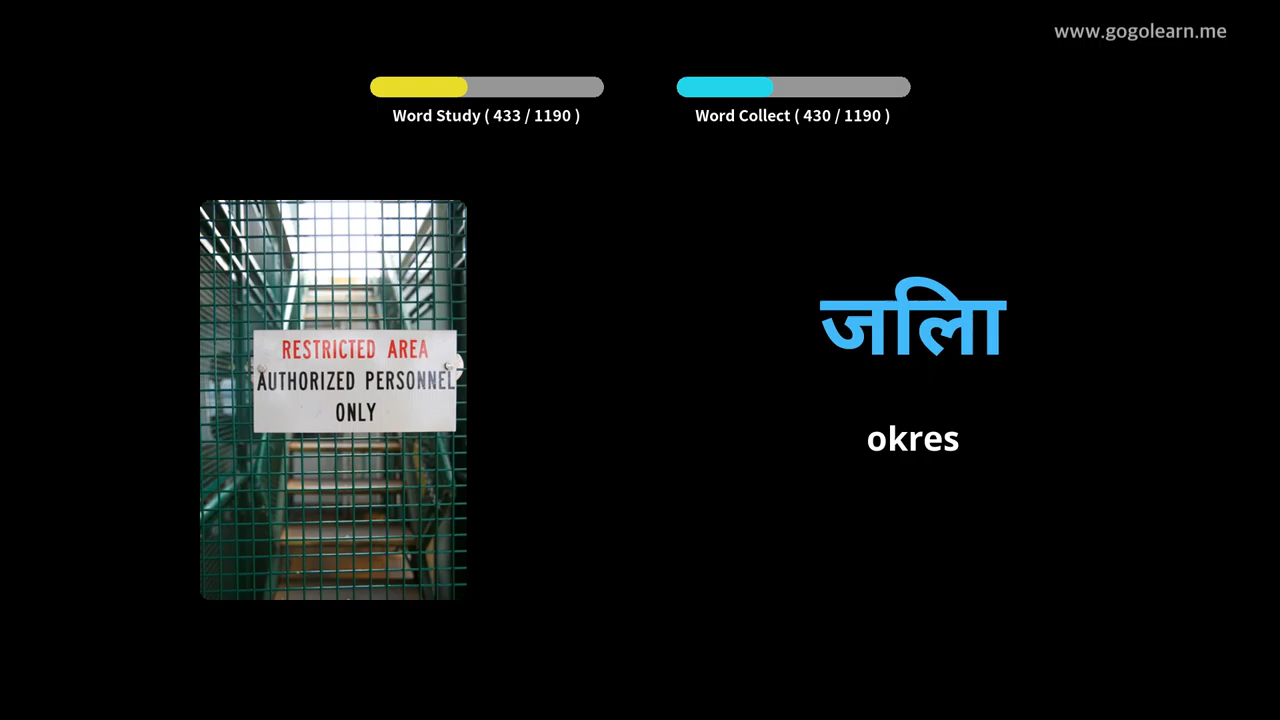 www.gogolearn.me
Word Study ( 433 / 1190 )
Word Collect ( 430 / 1190 )
RESTRICTED AREA
AUTHORIZED PERSONNEL
ONLY
जलिा
okres